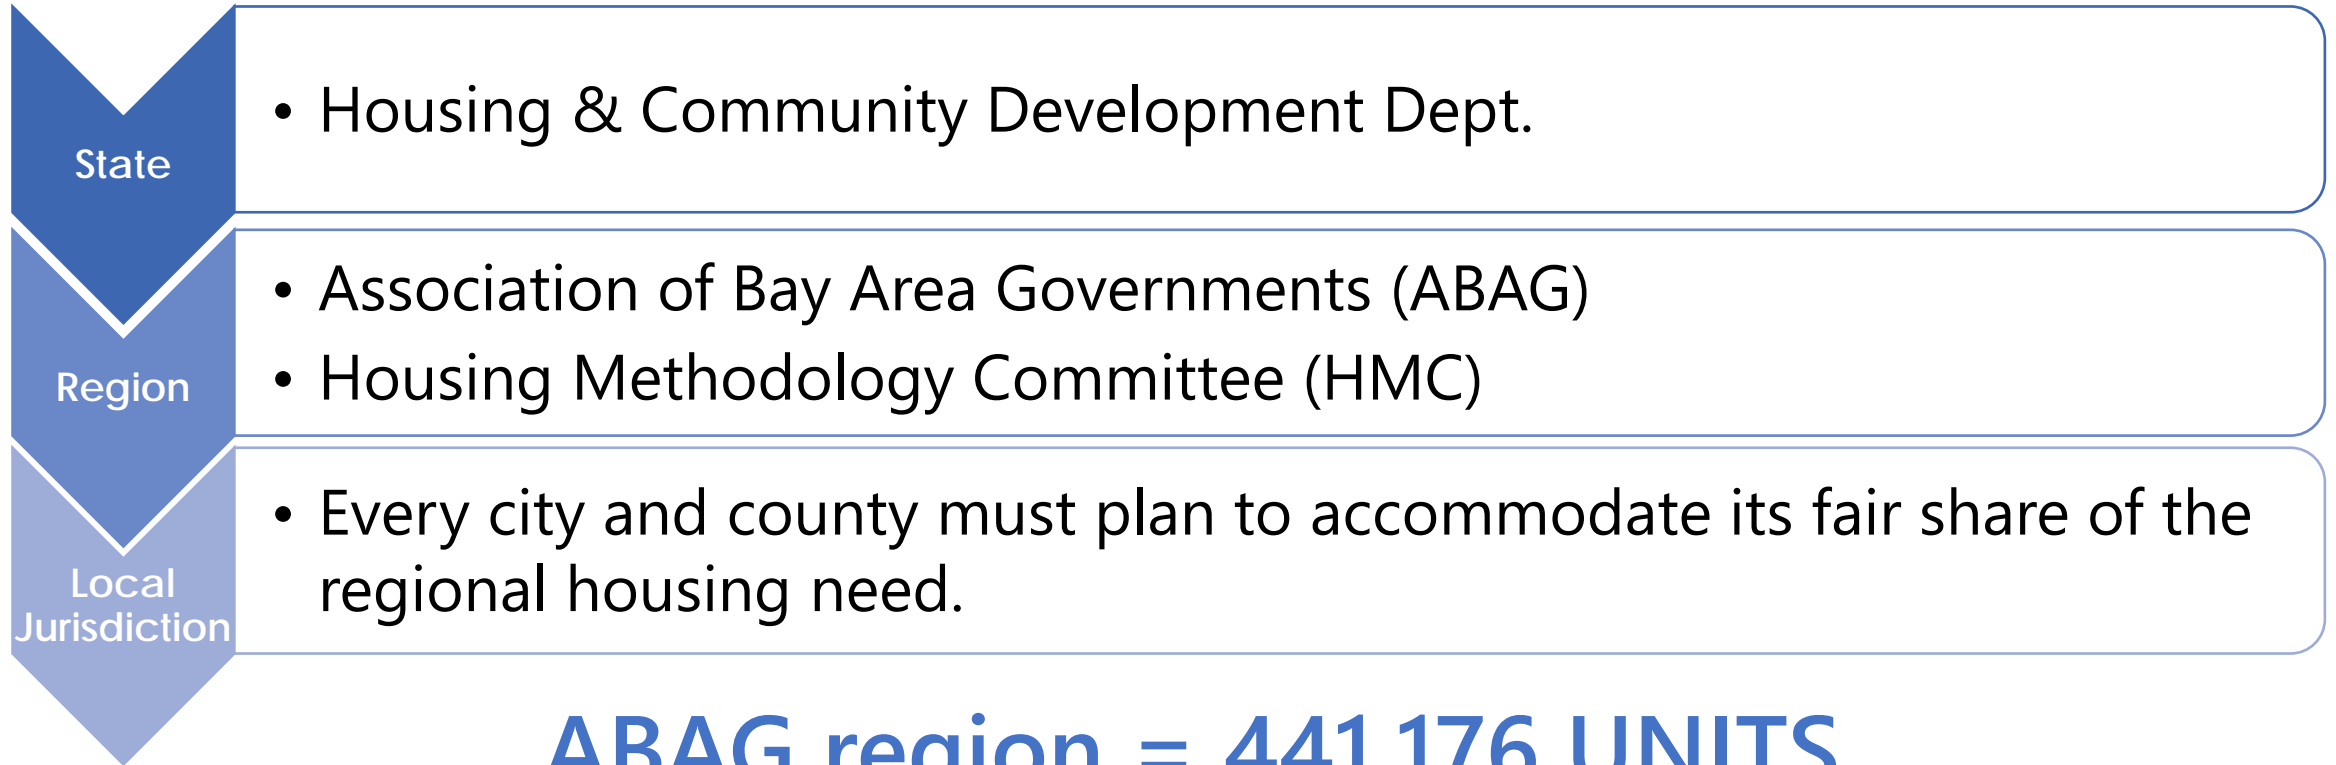 State
• Housing & Community Development Dept.
Region
• Association of Bay Area Governments (ABAG)
• Housing Methodology Committee (HMC)
Local
Jurisdiction
• Every city and county must plan to accommodate its fair share of the
regional housing need.
ABAG region = 441,176 UNITS